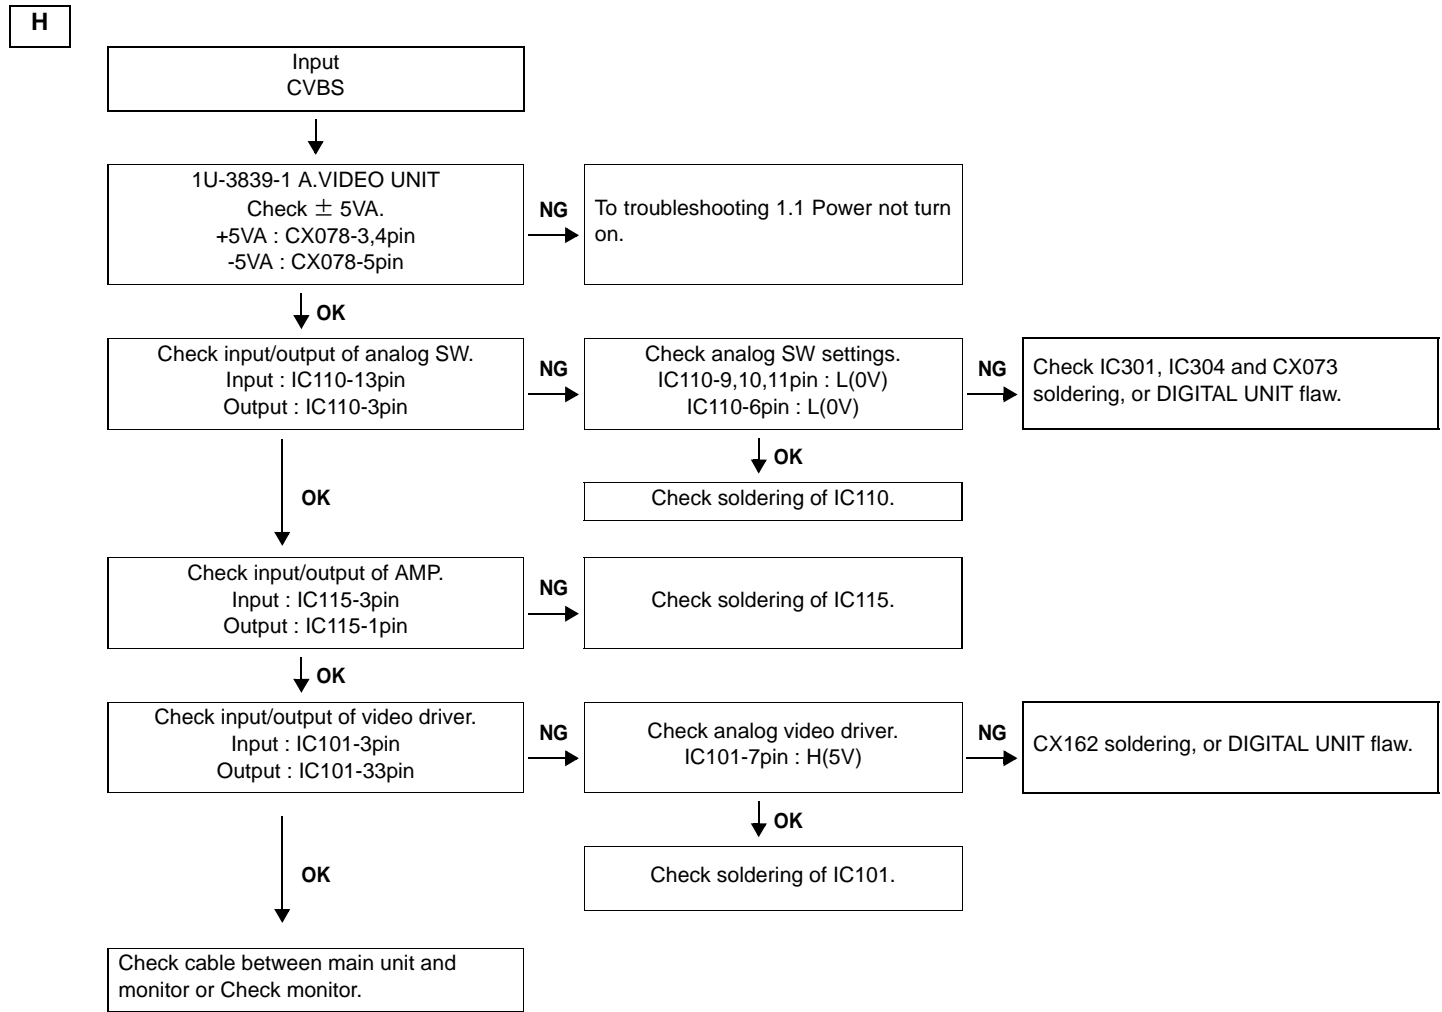 H
Input
CVBS
1U-3839-1 A.VIDEO UNIT
Check ± 5VA.
+5VA : CX078-3,4pin
-5VA : CX078-5pin
NG
To troubleshooting 1.1 Power not turn
on.
OK
Check input/output of analog SW.
Input : IC110-13pin
Output : IC110-3pin
NG
Check analog SW settings.
IC110-9,10,11pin : L(0V)
IC110-6pin : L(0V)
NG
Check IC301, IC304 and CX073
soldering, or DIGITAL UNIT flaw.
OK
Check soldering of IC110.
OK
Check input/output of AMP.
Input : IC115-3pin
Output : IC115-1pin
NG
Check soldering of IC115.
OK
Check input/output of video driver.
Input : IC101-3pin
Output : IC101-33pin
NG
Check analog video driver.
IC101-7pin : H(5V)
NG
CX162 soldering, or DIGITAL UNIT flaw.
OK
Check soldering of IC101.
OK
Check cable between main unit and
monitor or Check monitor.